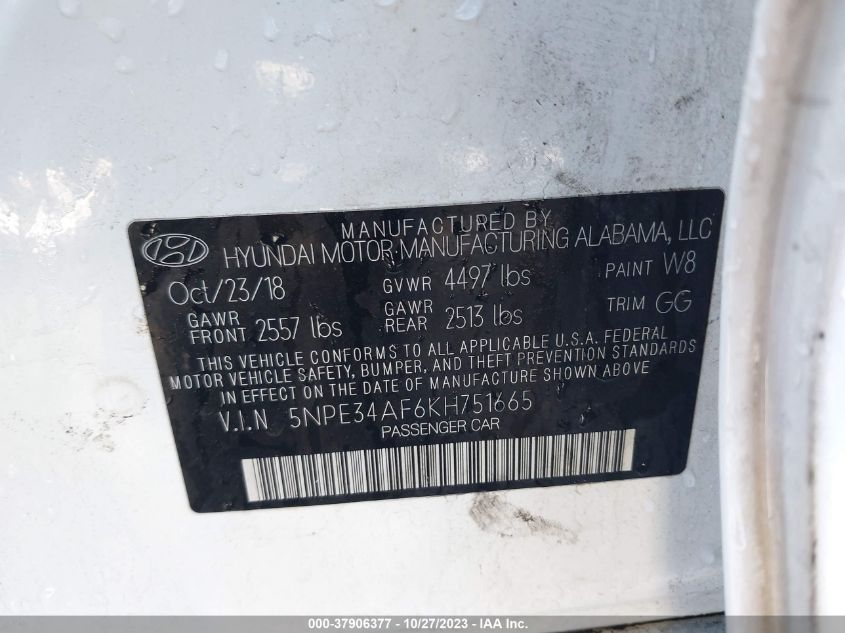 MANUFACTURED BY
HYUNDAI MOTOR MANUFACTURING ALABAMA, LLC
Oct/23/18 GVWR 4497 lbs PAINT W8
GAWR FRONT 2557 lbs GAWR REAR 2513 lbs TRIM GG
THIS VEHICLE CONFORMS TO ALL APPLICABLE U.S.A. FEDERAL
MOTOR VEHICLE SAFETY, BUMPER, AND THEFT PREVENTION STANDARDS
IN EFFECT ON THE DATE OF MANUFACTURE SHOWN ABOVE
V.I.N 5NPE34AF6KH751665
PASSENGER CAR
000-37906377 - 10/27/2023 - IAA Inc.